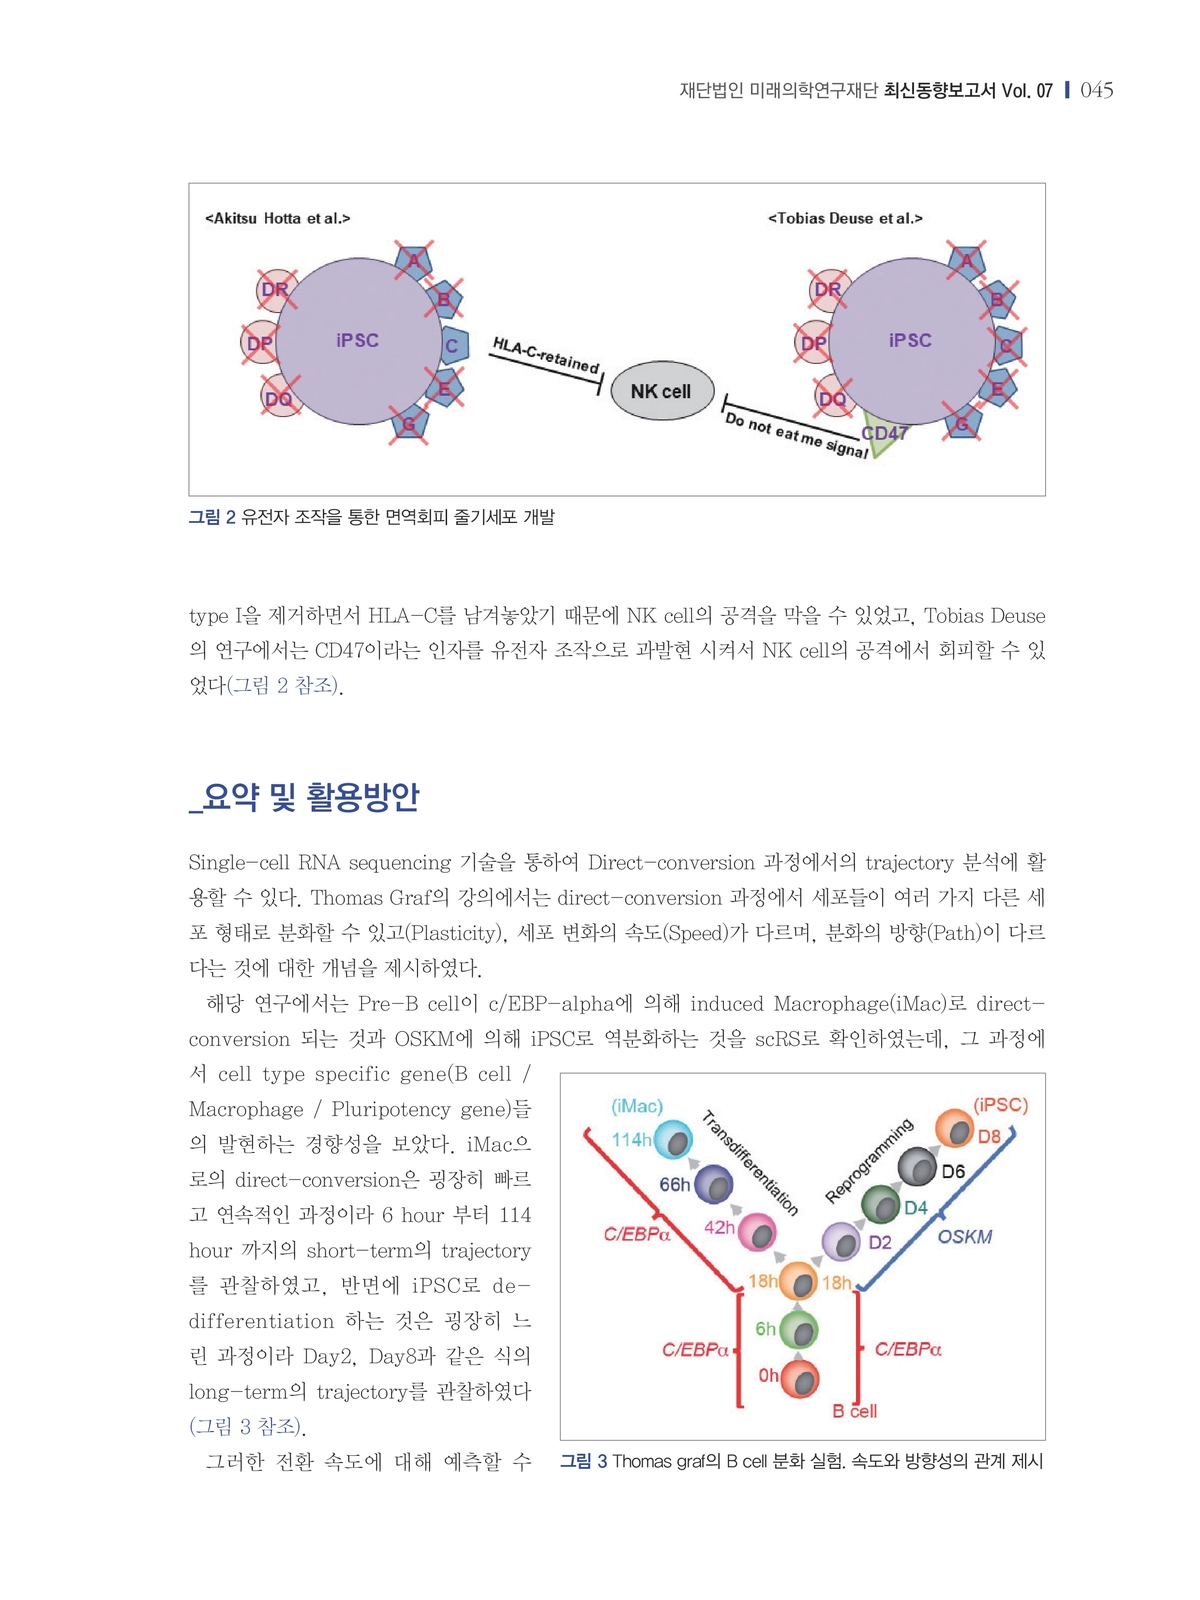 재단법인 미래의학연구재단 최신동향보고서 Vol. 07 045
<Akitsu Hotta et al.>
<Tobias Deuse et al.>
A
B
C
E
G
DR
DP
DQ
iPSC
HLA-C-retained
NK cell
Do not eat me signal
A
B
C
E
G
DR
DP
DQ
iPSC
CD47
그림 2 유전자 조작을 통한 면역회피 줄기세포 개발
type I을 제거하면서 HLA-C를 남겨놓았기 때문에 NK cell의 공격을 막을 수 있었고, Tobias Deuse
의 연구에서는 CD47이라는 인자를 유전자 조작으로 과발현 시켜서 NK cell의 공격에서 회피할 수 있
었다(그림 2 참조).
_요약 및 활용방안
Single-cell RNA sequencing 기술을 통하여 Direct-conversion 과정에서의 trajectory 분석에 활
용할 수 있다. Thomas Graf의 강의에서는 direct-conversion 과정에서 세포들이 여러 가지 다른 세
포 형태로 분화할 수 있고(Plasticity), 세포 변화의 속도(Speed)가 다르며, 분화의 방향(Path)이 다르
다는 것에 대한 개념을 제시하였다.
해당 연구에서는 Pre-B cell이 c/EBP-alpha에 의해 induced Macrophage(iMac)로 direct-
conversion 되는 것과 OSKM에 의해 iPSC로 역분화하는 것을 scRS로 확인하였는데, 그 과정에
서 cell type specific gene(B cell /
Macrophage / Pluripotency gene)들
의 발현하는 경향성을 보았다. iMac으
로의 direct-conversion은 굉장히 빠르
고 연속적인 과정이라 6 hour 부터 114
hour 까지의 short-term의 trajectory
를 관찰하였고, 반면에 iPSC로 de-
differentiation 하는 것은 굉장히 느
린 과정이라 Day2, Day8과 같은 식의
long-term의 trajectory를 관찰하였다
(그림 3 참조).
그러한 전환 속도에 대해 예측할 수
(iMac)
114h
66h
42h
18h
Transdifferentiation
Reprogramming
(iPSC)
D8
D6
D4
D2
18h
C/EBPα
OSKM
6h
C/EBPα
C/EBPα
0h
B cell
그림 3 Thomas graf의 B cell 분화 실험. 속도와 방향성의 관계 제시